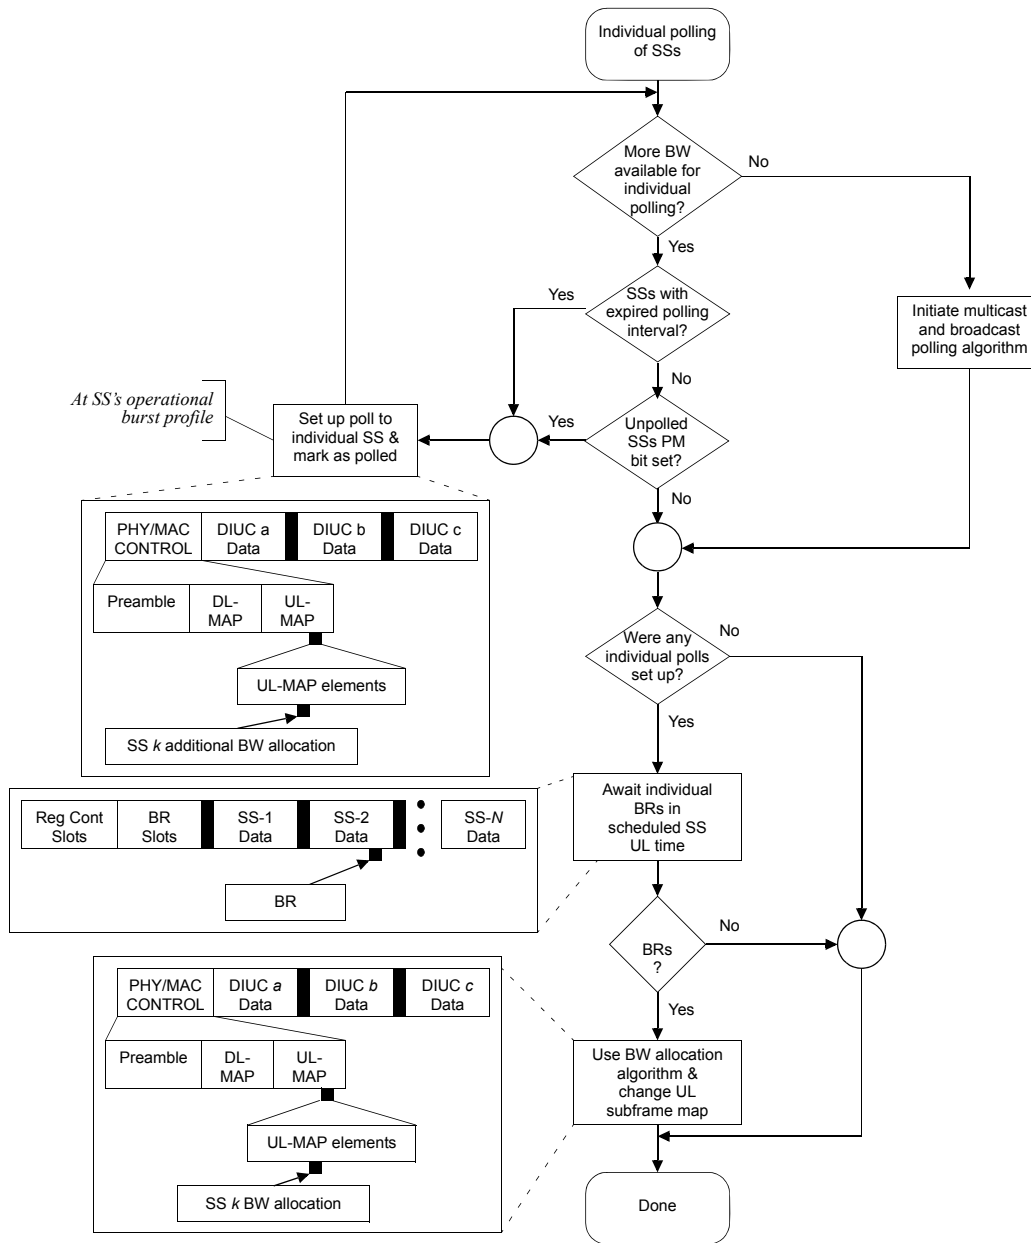 Individual polling
of SSs
More BW
available for
individual
polling?
No
Yes
SSs with
expired polling
interval?
Yes
No
Initiate multicast
and broadcast
polling algorithm
At SS's operational
burst profile
Set up poll to
individual SS &
mark as polled
Yes
Unpolled
SSs PM
bit set?
No
PHY/MAC
CONTROL
DIUC a
Data
DIUC b
Data
DIUC c
Data
Preamble
DL-
MAP
UL-
MAP
UL-MAP elements
SS k additional BW allocation
Were any
individual polls
set up?
No
Yes
Await individual
BRs in
scheduled SS
UL time
Reg Cont
Slots
BR
Slots
SS-1
Data
SS-2
Data
SS-N
Data
BR
BRs
?
No
Yes
PHY/MAC
CONTROL
DIUC a
Data
DIUC b
Data
DIUC c
Data
Preamble
DL-
MAP
UL-
MAP
UL-MAP elements
SS k BW allocation
Use BW allocation
algorithm &
change UL
subframe map
Done